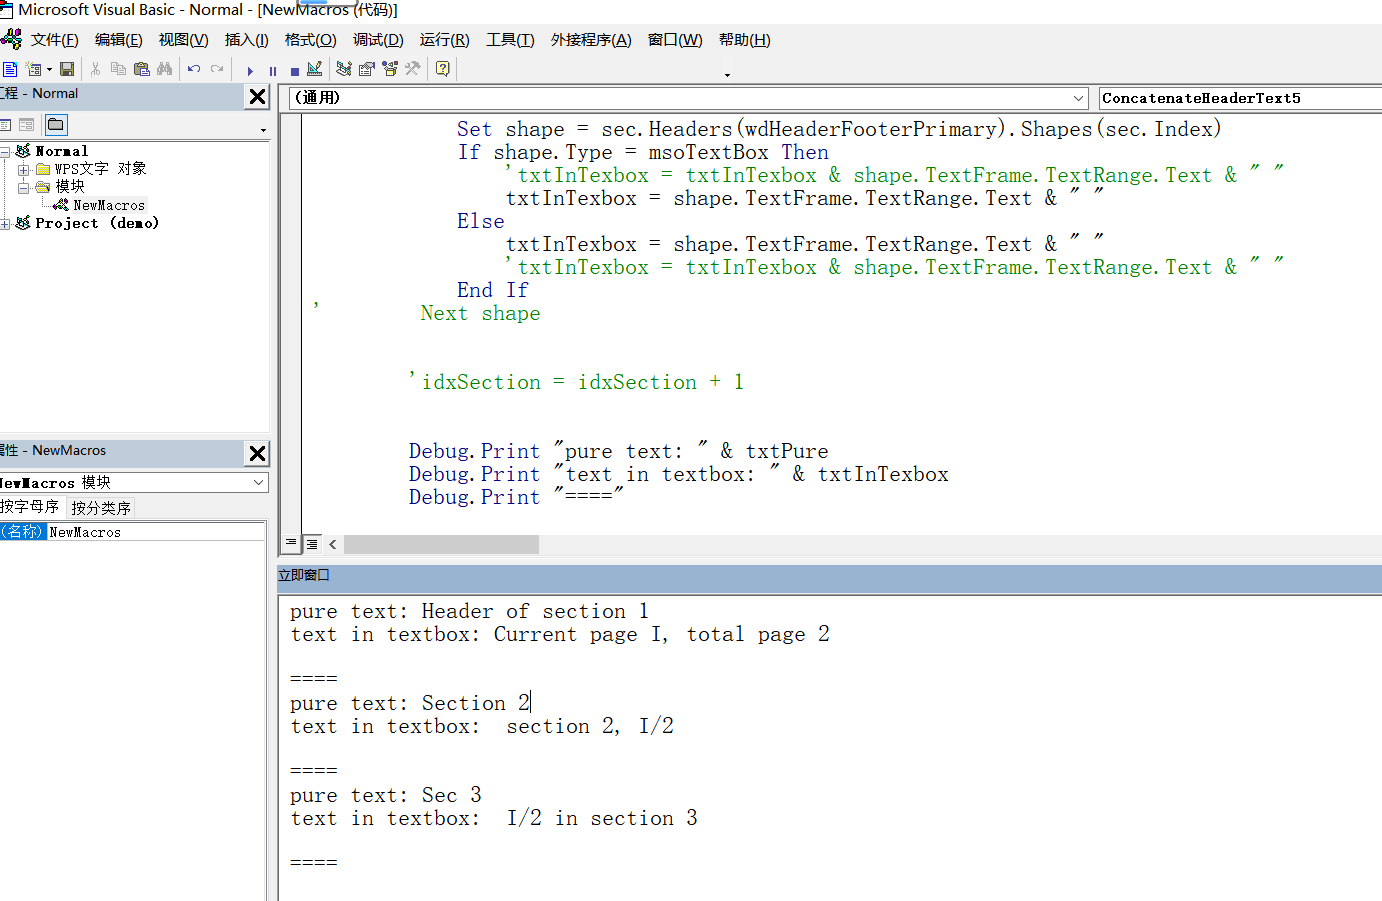 Microsoft Visual Basic - Normal - [NewMacros (代码)]
文件(F) 编辑(E) 视图(V) 插入(I) 格式(O) 调试(D) 运行(R) 工具(T) 外接程序(A) 窗口(W) 帮助(H)
工程 - Normal
(通用) ConcatenateHeaderText5
Normal
WPS文字 对象
模块
NewMacros
Project (demo)
Set shape = sec.Headers(wdHeaderFooterPrimary).Shapes(sec.Index)
If shape.Type = msoTextBox Then
'txtInTexbox = txtInTexbox & shape.TextFrame.TextRange.Text & " "
txtInTexbox = shape.TextFrame.TextRange.Text & " "
Else
txtInTexbox = shape.TextFrame.TextRange.Text & " "
'txtInTexbox = txtInTexbox & shape.TextFrame.TextRange.Text & " "
End If
' Next shape
'idxSection = idxSection + 1
Debug.Print "pure text: " & txtPure
Debug.Print "text in textbox: " & txtInTexbox
Debug.Print "===="
属性 - NewMacros
NewMacros 模块
按字母序 按分类序
(名称) NewMacros
立即窗口
pure text: Header of section 1
text in textbox: Current page I, total page 2
====
pure text: Section 2
text in textbox:  section 2, I/2
====
pure text: Sec 3
text in textbox:  I/2 in section 3
====